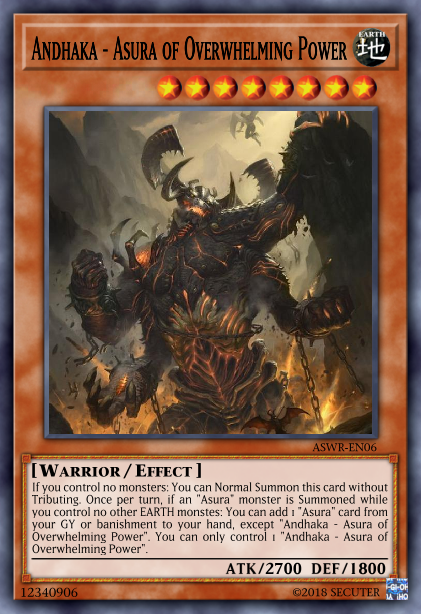 Andhaka - Asura of Overwhelming Power
EARTH
地
ASWR-EN06
[Warrior / Effect]
If you control no monsters: You can Normal Summon this card without
Tributing. Once per turn, if an "Asura" monster is Summoned while
you control no other EARTH monstes: You can add 1 "Asura" card from
your GY or banishment to your hand, except "Andhaka - Asura of
Overwhelming Power". You can only control 1 "Andhaka - Asura of
Overwhelming Power".
ATK/2700 DEF/1800
12340906
©2018 SECUTER